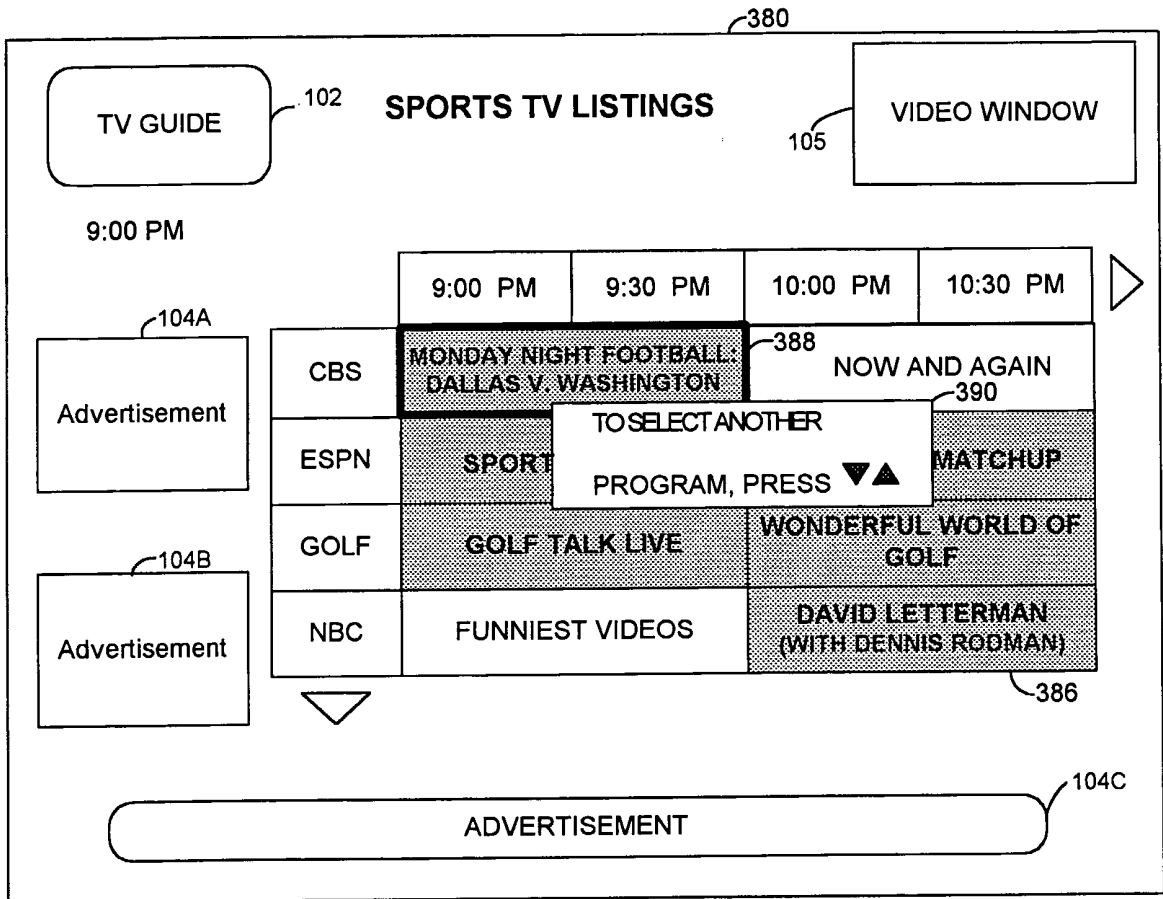 380
TV GUIDE
102
SPORTS TV LISTINGS
105
VIDEO WINDOW
9:00 PM
9:00 PM 9:30 PM 10:00 PM 10:30 PM
104A
Advertisement
CBS
MONDAY NIGHT FOOTBALL:
DALLAS V. WASHINGTON
388
NOW AND AGAIN
390
TO SELECT ANOTHER
PROGRAM, PRESS ▼▲
ESPN
SPORT
MATCHUP
GOLF
GOLF TALK LIVE
WONDERFUL WORLD OF
GOLF
104B
Advertisement
NBC
FUNNIEST VIDEOS
DAVID LETTERMAN
(WITH DENNIS RODMAN)
386
104C
ADVERTISEMENT